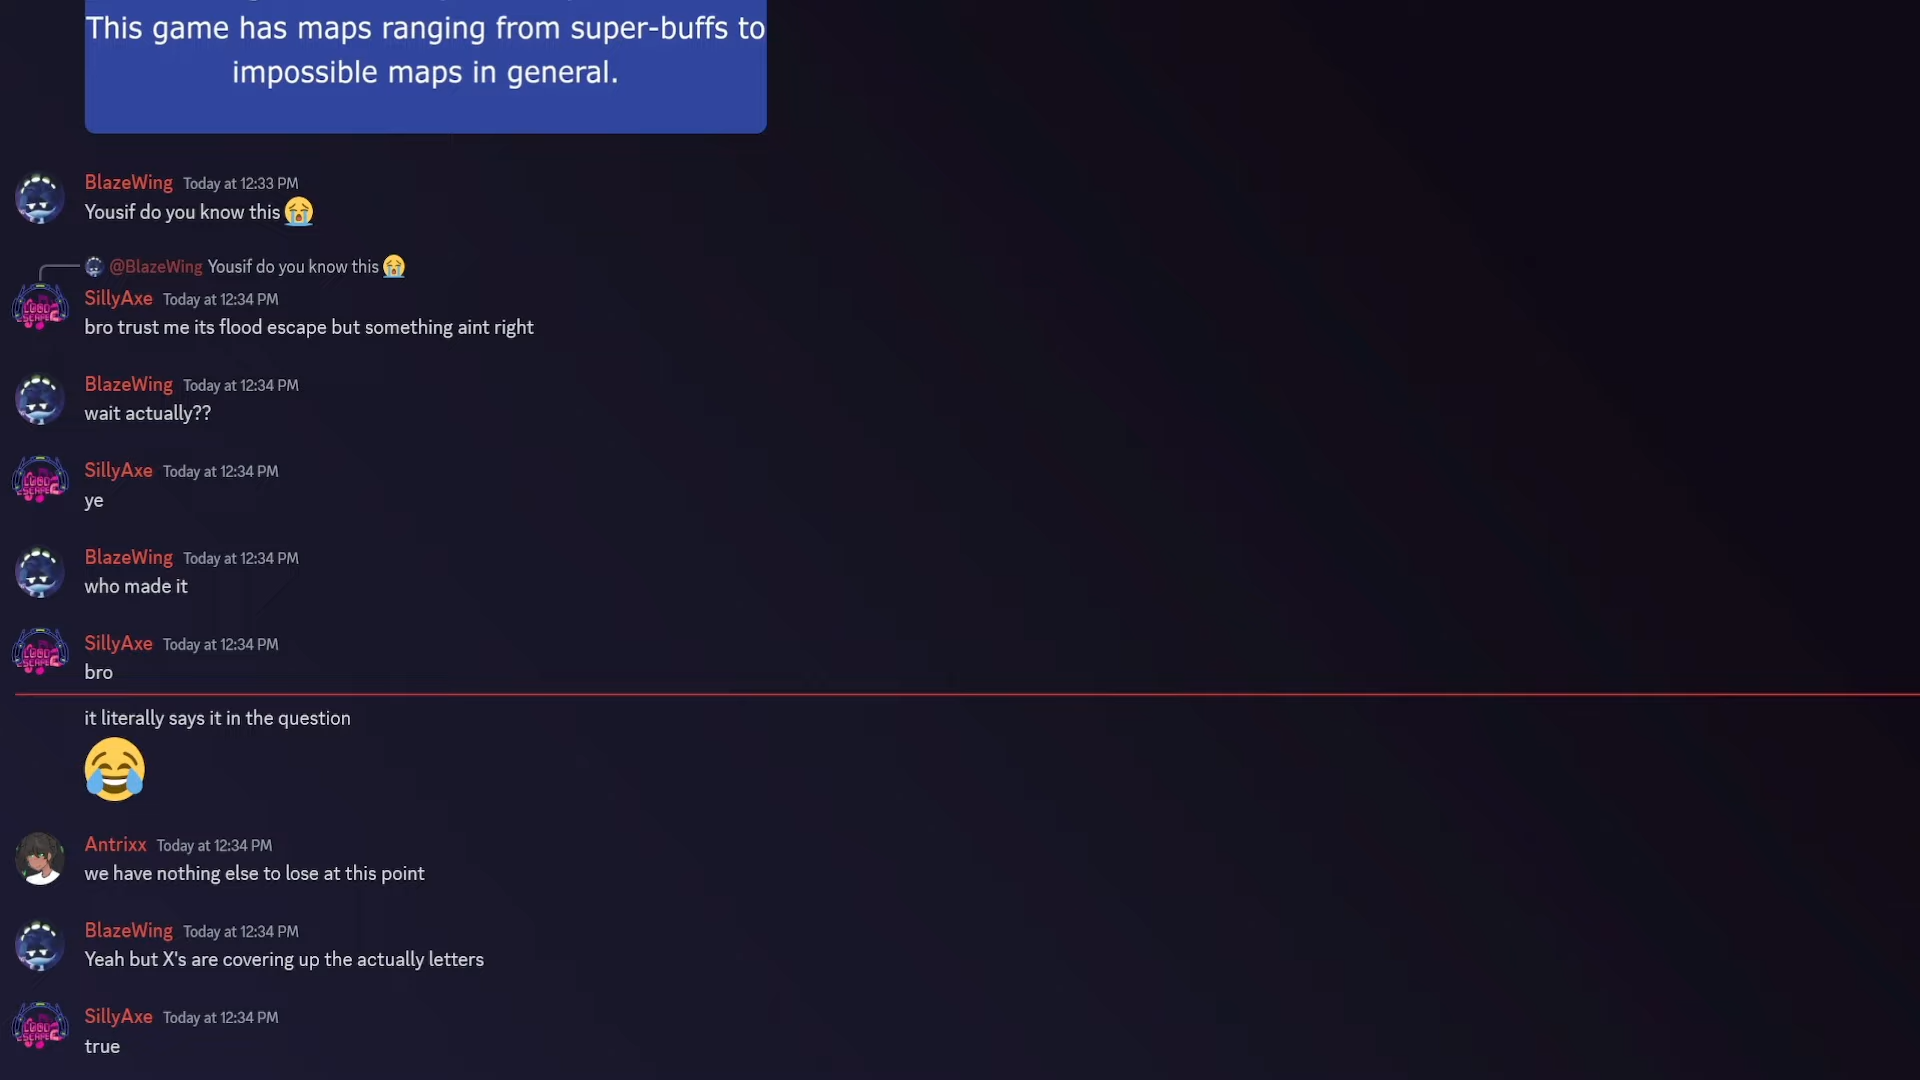 This game has maps ranging from super-buffs to
impossible maps in general.
BlazeWing Today at 12:33 PM
Yousif do you know this 😭
@BlazeWing Yousif do you know this 😭
SillyAxe Today at 12:34 PM
bro trust me its flood escape but something aint right
BlazeWing Today at 12:34 PM
wait actually??
SillyAxe Today at 12:34 PM
ye
BlazeWing Today at 12:34 PM
who made it
SillyAxe Today at 12:34 PM
bro
it literally says it in the question
😂
Antrixx Today at 12:34 PM
we have nothing else to lose at this point
BlazeWing Today at 12:34 PM
Yeah but X's are covering up the actually letters
SillyAxe Today at 12:34 PM
true